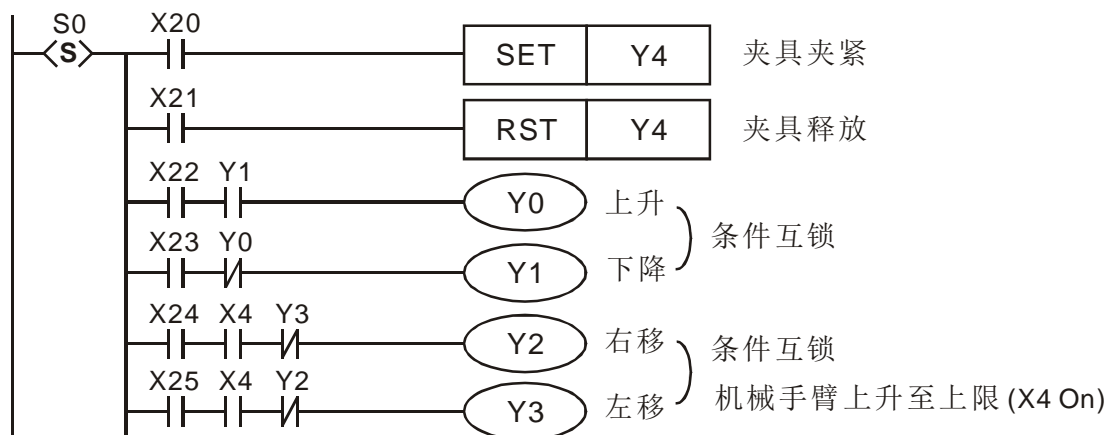 S0 X20
S SET Y4 夹具夹紧
X21
RST Y4 夹具释放
X22 Y1
Y0 上升
条件互锁
X23 Y0
Y1 下降
X24 X4 Y3
Y2 右移
条件互锁
X25 X4 Y2
机械手臂上升至上限 (X4 On)
Y3 左移